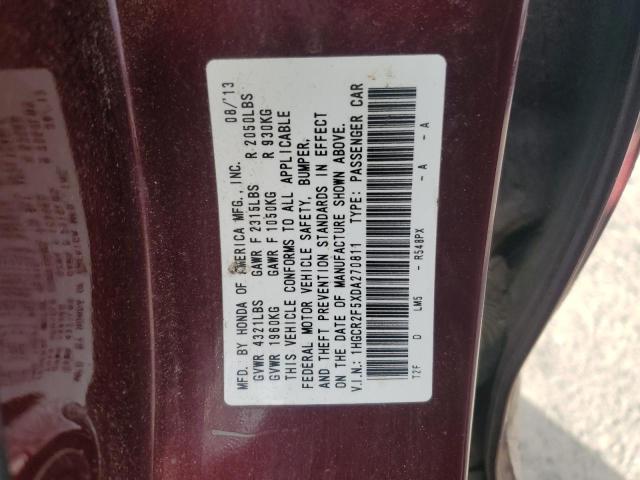 MFD. BY HONDA OF AMERICA MFG., INC. 08/'13
GVWR 4321LBS GAWR F 2315LBS R 2050LBS
GVWR 1960KG GAWR F 1050KG R 930KG
THIS VEHICLE CONFORMS TO ALL APPLICABLE
FEDERAL MOTOR VEHICLE SAFETY, BUMPER,
AND THEFT PREVENTION STANDARDS IN EFFECT
ON THE DATE OF MANUFACTURE SHOWN ABOVE.
V.I.N.: 1HGCR2F5XDA270811 TYPE: PASSENGER CAR
T2F D LM5 - R548PX - A - A